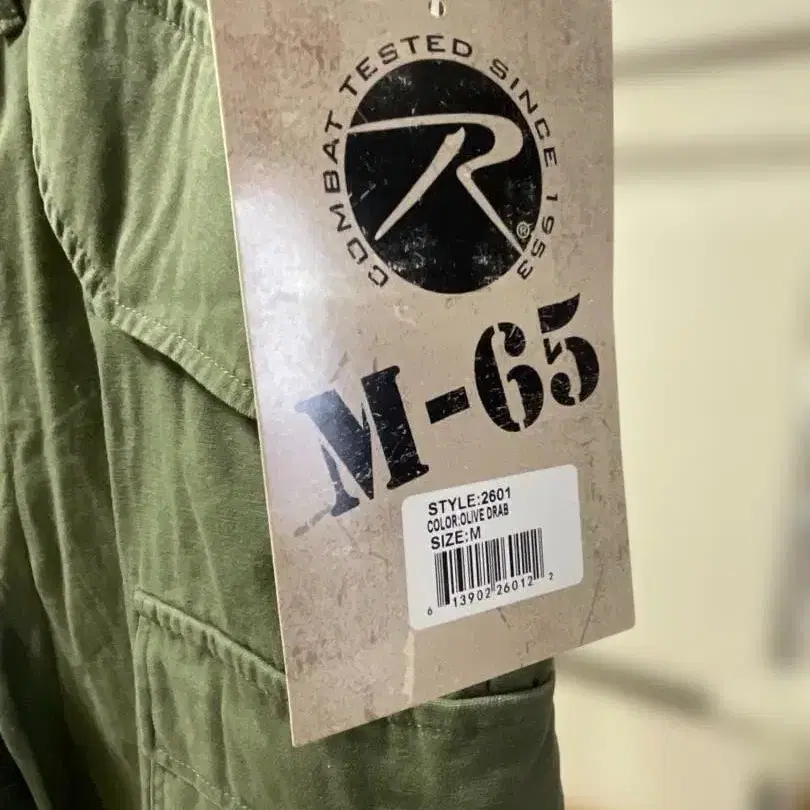 COMBAT TESTED SINCE 1953
R®
M-65
STYLE:2601
COLOR:OLIVE DRAB
SIZE:M
6 13902 26012 2